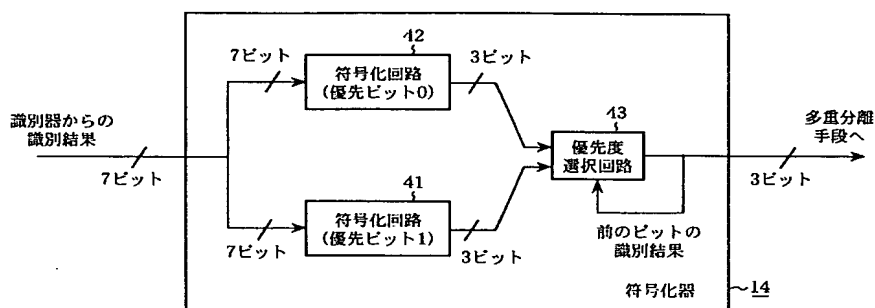 42
7ビット
符号化回路
(優先ビット0)
3ビット
識別器からの
識別結果
7ビット
43
優先度
選択回路
多重分離
手段へ
3ビット
41
7ビット
符号化回路
(優先ビット1)
3ビット
前のビットの
識別結果
符号化器
14